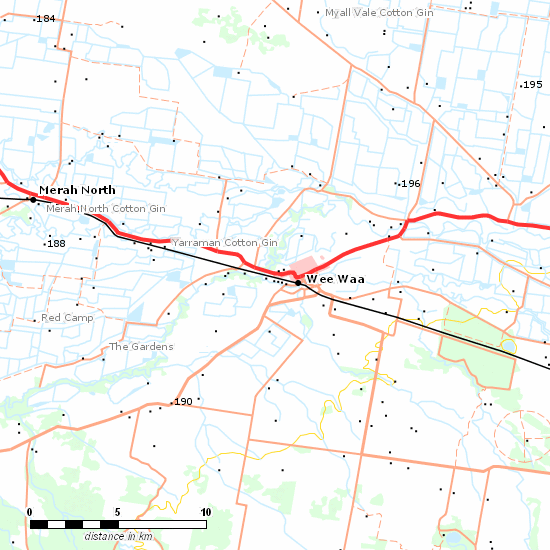 Myall Vale Cotton Gin
184
195
196
Merah North
Merah North Cotton Gin
188
Yarraman Cotton Gin
Wee Waa
Red Camp
The Gardens
190
0 5 10
distance in km